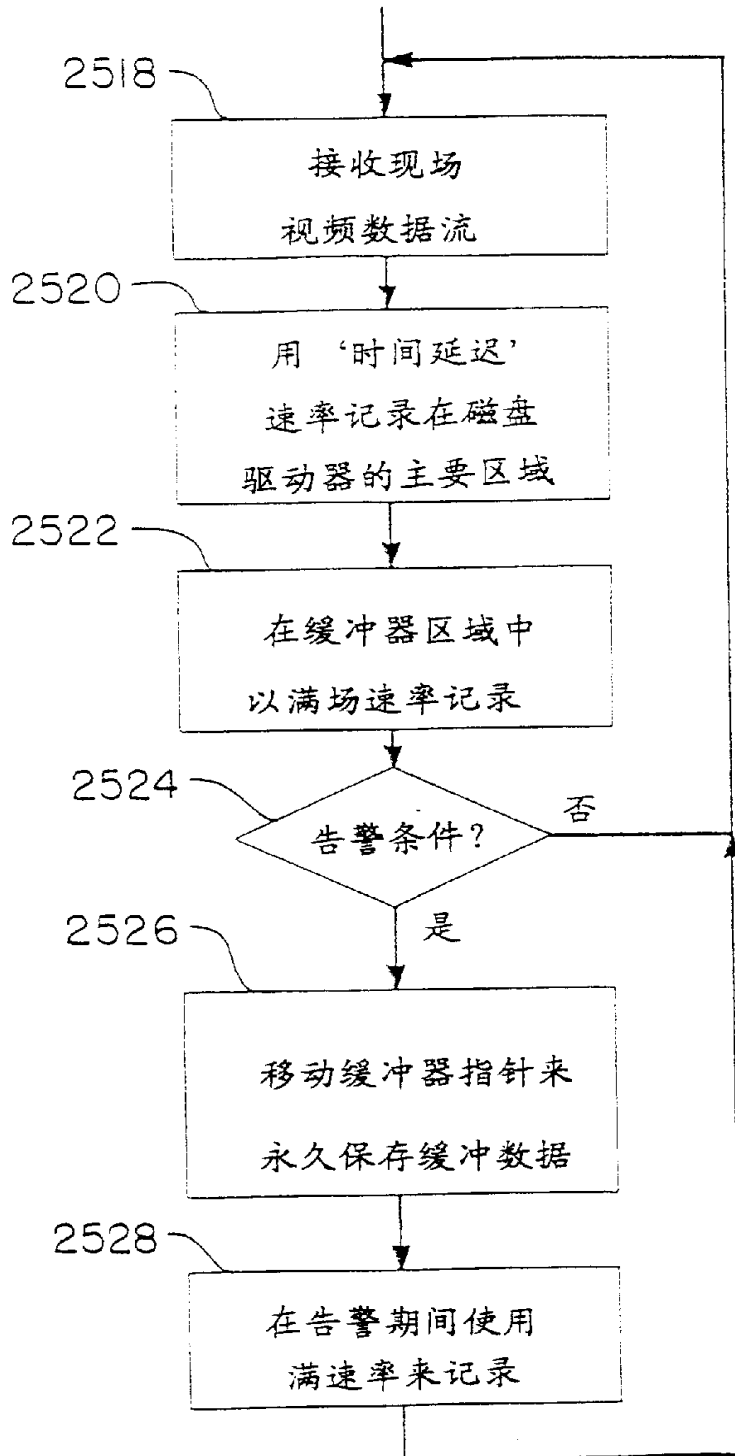 2518
接收现场
视频数据流
2520
用‘时间延迟’
速率记录在磁盘
驱动器的主要区域
2522
在缓冲器区域中
以满场速率记录
2524
告警条件?
否
是
2526
移动缓冲器指针来
永久保存缓冲数据
2528
在告警期间使用
满速率来记录